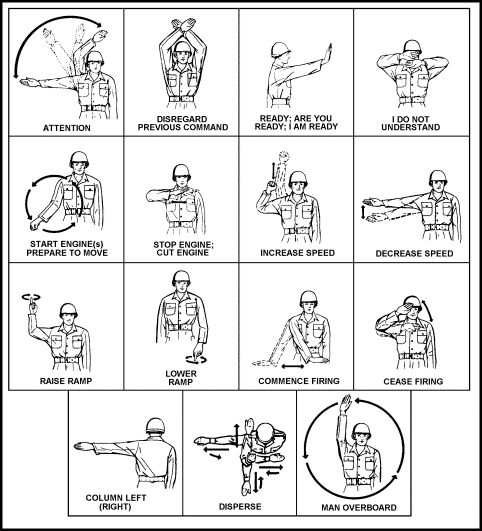 ATTENTION
DISREGARD
PREVIOUS COMMAND
READY; ARE YOU
READY; I AM READY
I DO NOT
UNDERSTAND
START ENGINE(s)
PREPARE TO MOVE
STOP ENGINE;
CUT ENGINE
INCREASE SPEED
DECREASE SPEED
RAISE RAMP
LOWER
RAMP
COMMENCE FIRING
CEASE FIRING
COLUMN LEFT
(RIGHT)
DISPERSE
MAN OVERBOARD